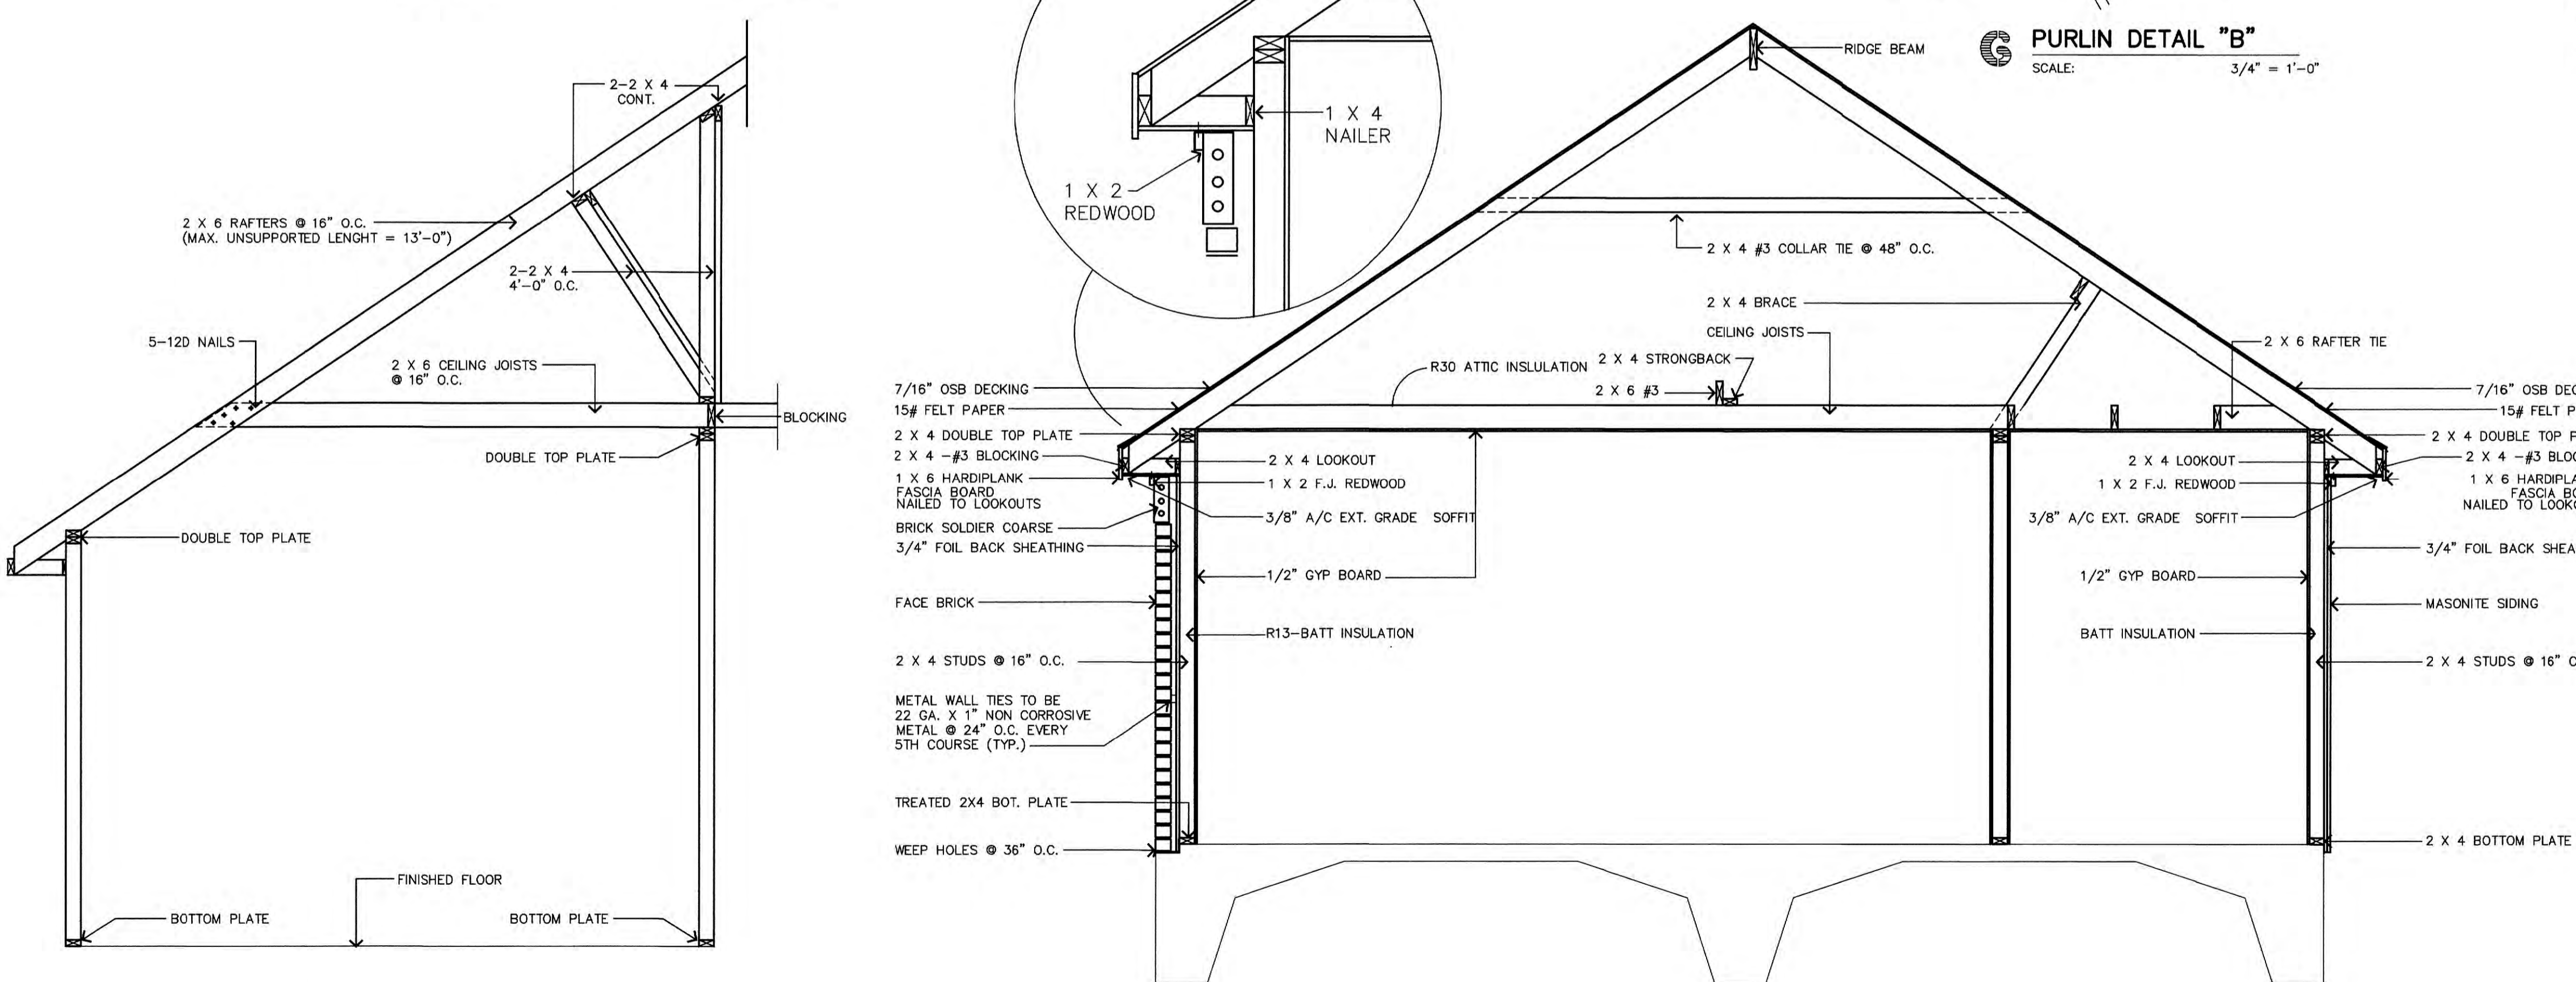 2-2 X 4
CONT.
2 X 6 RAFTERS @ 16" O.C.
(MAX. UNSUPPORTED LENGHT = 13'-0")
2-2 X 4
4'-0" O.C.
5-12D NAILS
2 X 6 CEILING JOISTS
@ 16" O.C.
BLOCKING
DOUBLE TOP PLATE
DOUBLE TOP PLATE
FINISHED FLOOR
BOTTOM PLATE
BOTTOM PLATE
1 X 4
NAILER
1 X 2
REDWOOD
RIDGE BEAM
G
PURLIN DETAIL "B"
SCALE: 3/4" = 1'-0"
2 X 4 #3 COLLAR TIE @ 48" O.C.
2 X 4 BRACE
CEILING JOISTS
R30 ATTIC INSLULATION
2 X 4 STRONGBACK
2 X 6 #3
2 X 6 RAFTER TIE
7/16" OSB DECKING
15# FELT PAPER
2 X 4 DOUBLE TOP PLATE
2 X 4 -#3 BLOCKING
1 X 6 HARDIPLANK
FASCIA BOARD
NAILED TO LOOKOUTS
BRICK SOLDIER COARSE
3/4" FOIL BACK SHEATHING
FACE BRICK
2 X 4 STUDS @ 16" O.C.
METAL WALL TIES TO BE
22 GA. X 1" NON CORROSIVE
METAL @ 24" O.C. EVERY
5TH COURSE (TYP.)
TREATED 2X4 BOT. PLATE
WEEP HOLES @ 36" O.C.
2 X 4 LOOKOUT
1 X 2 F.J. REDWOOD
3/8" A/C EXT. GRADE SOFFIT
1/2" GYP BOARD
R13-BATT INSULATION
2 X 4 LOOKOUT
1 X 2 F.J. REDWOOD
3/8" A/C EXT. GRADE SOFFIT
1/2" GYP BOARD
BATT INSULATION
7/16" OSB DEC
15# FELT P
2 X 4 DOUBLE TOP P
2 X 4 -#3 BLOC
1 X 6 HARDIPLA
FASCIA BO
NAILED TO LOOKO
3/4" FOIL BACK SHEA
MASONITE SIDING
2 X 4 STUDS @ 16" O
2 X 4 BOTTOM PLATE